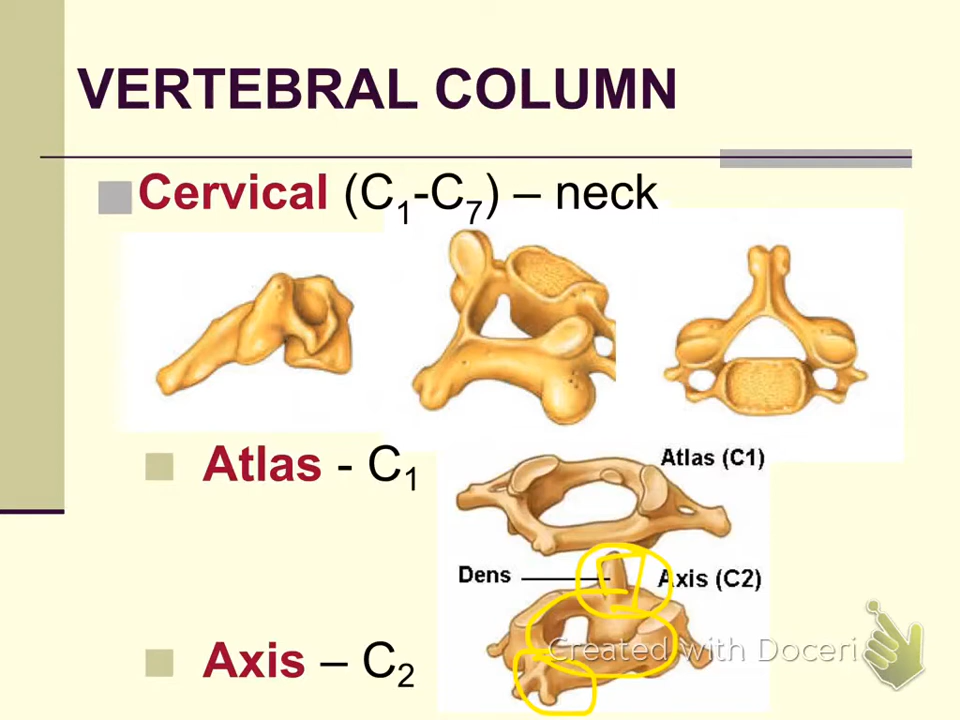 VERTEBRAL COLUMN
Cervical (C1-C7) – neck
Atlas - C1
Atlas (C1)
Dens
Axis (C2)
Created with Doceri
Axis – C2